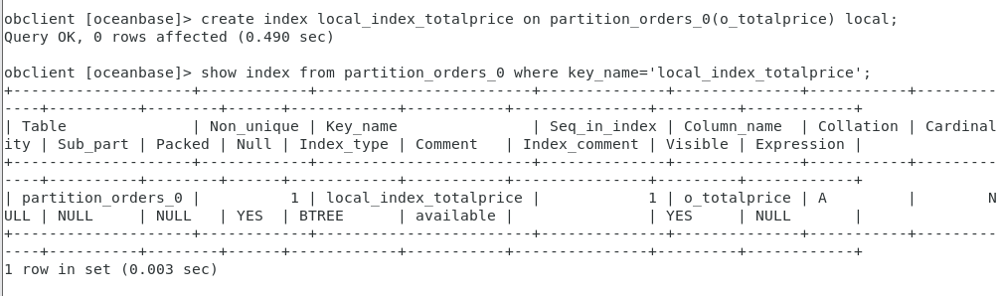 obclient [oceanbase]> create index local_index_totalprice on partition_orders_0(o_totalprice) local;
Query OK, 0 rows affected (0.490 sec)
obclient [oceanbase]> show index from partition_orders_0 where key_name='local_index_totalprice';
+--------------------+------------+------------------------+--------------+--------------+-----------+---------
----+----------+--------+------+------------+-----------+---------------+---------+------------+
| Table              | Non_unique | Key_name               | Seq_in_index | Column_name  | Collation | Cardinal
ity | Sub_part | Packed | Null | Index_type | Comment   | Index_comment | Visible | Expression |
+--------------------+------------+------------------------+--------------+--------------+-----------+---------
----+----------+--------+------+------------+-----------+---------------+---------+------------+
| partition_orders_0 |          1 | local_index_totalprice |            1 | o_totalprice | A         |        N
ULL | NULL     | NULL   | YES  | BTREE      | available |               | YES     | NULL       |
+--------------------+------------+------------------------+--------------+--------------+-----------+---------
----+----------+--------+------+------------+-----------+---------------+---------+------------+
1 row in set (0.003 sec)